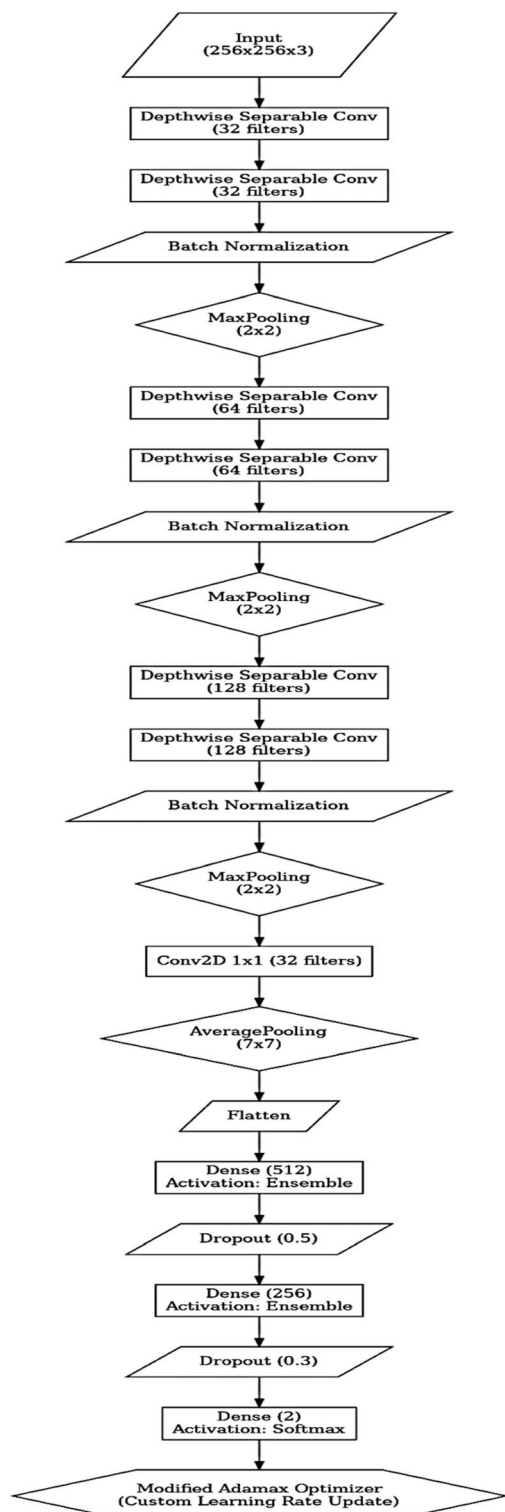 Input
(256x256x3)
Depthwise Separable Conv
(32 filters)
Depthwise Separable Conv
(32 filters)
Batch Normalization
MaxPooling
(2x2)
Depthwise Separable Conv
(64 filters)
Depthwise Separable Conv
(64 filters)
Batch Normalization
MaxPooling
(2x2)
Depthwise Separable Conv
(128 filters)
Depthwise Separable Conv
(128 filters)
Batch Normalization
MaxPooling
(2x2)
Conv2D 1x1 (32 filters)
AveragePooling
(7x7)
Flatten
Dense (512)
Activation: Ensemble
Dropout (0.5)
Dense (256)
Activation: Ensemble
Dropout (0.3)
Dense (2)
Activation: Softmax
Modified Adamax Optimizer
(Custom Learning Rate Update)